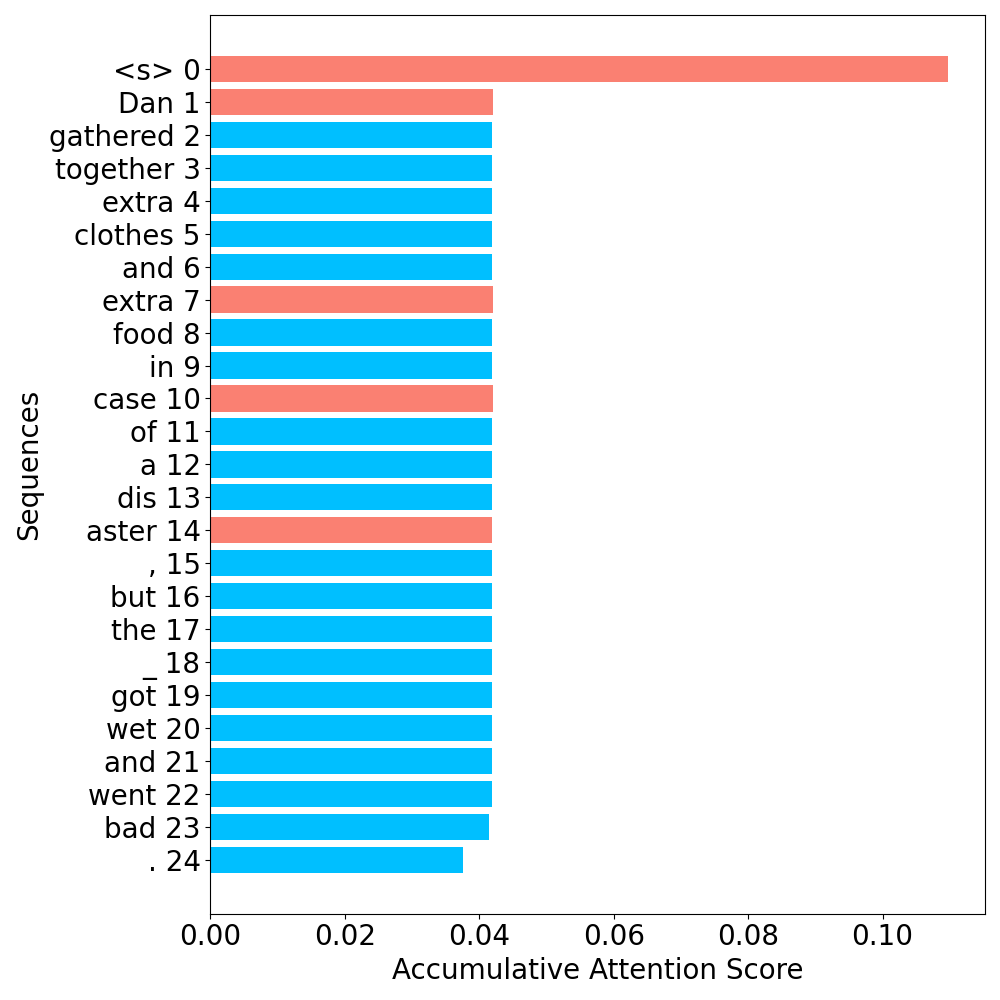 <s> 0
Dan 1
gathered 2
together 3
extra 4
clothes 5
and 6
extra 7
food 8
in 9
case 10
of 11
a 12
dis 13
aster 14
, 15
but 16
the 17
_ 18
got 19
wet 20
and 21
went 22
bad 23
. 24
Sequences
0.00 0.02 0.04 0.06 0.08 0.10
Accumulative Attention Score